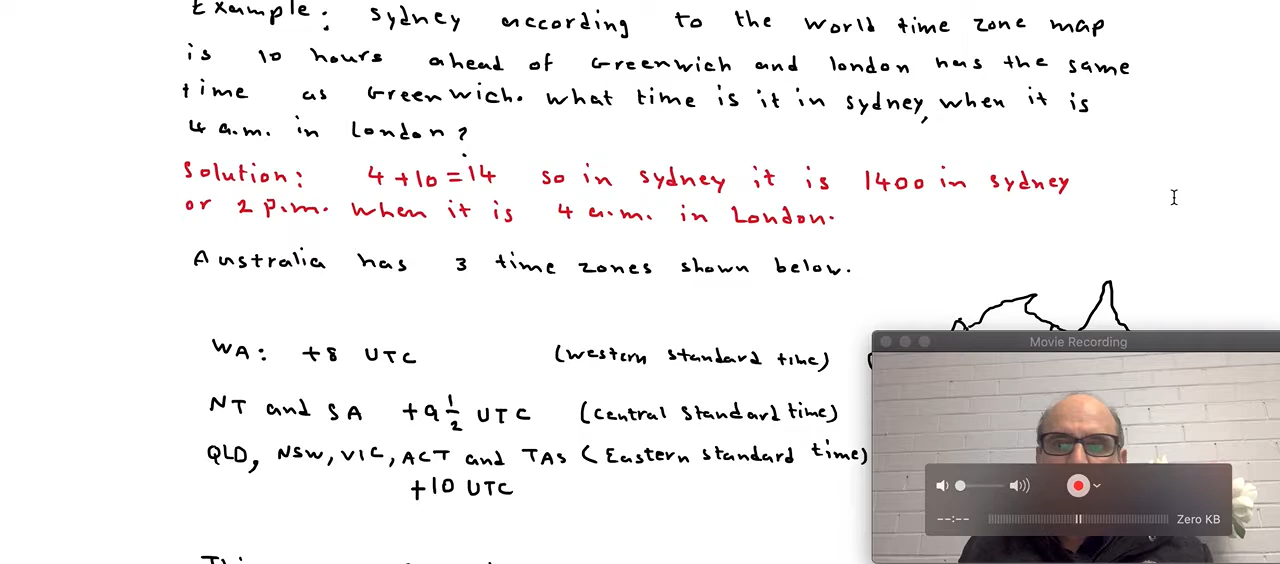 Example: Sydney according to the world time zone map
is 10 hours ahead of Greenwich and london has the same
time as Greenwich. What time is it in sydney, when it is
4 a.m. in London?
Solution: 4 + 10 = 14 so in sydney it is 1400 in sydney
or 2 p.m. when it is 4 a.m. in London.
Australia has 3 time zones shown below.
WA: +8 UTC (western standard time)
NT and SA +9 1/2 UTC (central standard time)
QLD, NSW, VIC, ACT and TAS (Eastern standard time)
+10 UTC
Movie Recording
--:-- Zero KB